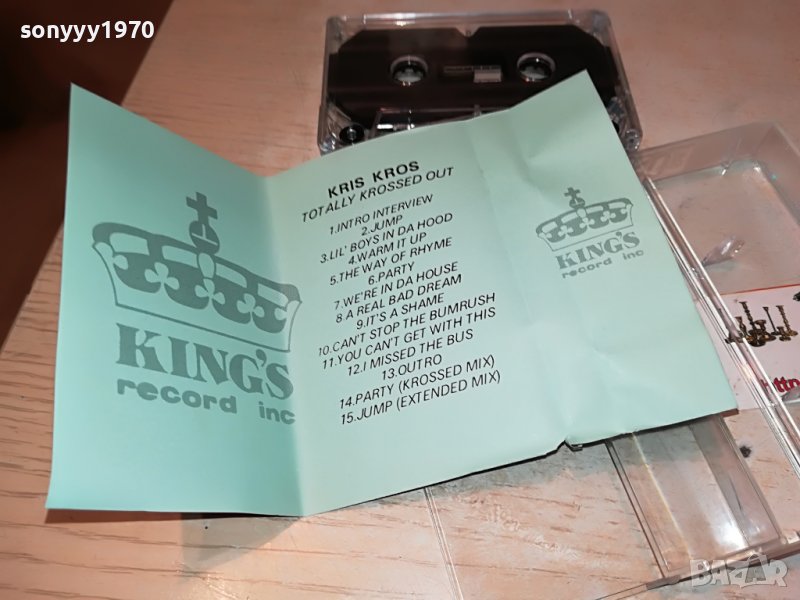 sonyyy1970
KING'S
record inc
KRIS KROS
TOTALLY KROSSED OUT
1.INTRO INTERVIEW
2.JUMP
3.LIL' BOYS IN DA HOOD
4.WARM IT UP
5.THE WAY OF RHYME
6.PARTY
7.WE'RE IN DA HOUSE
8.A REAL BAD DREAM
9.IT'S A SHAME
10.CAN'T STOP THE BUMRUSH
11.YOU CAN'T GET WITH THIS
12.I MISSED THE BUS
13.OUTRO
14.PARTY (KROSSED MIX)
15.JUMP (EXTENDED MIX)
KING'S
record inc
BAZAR